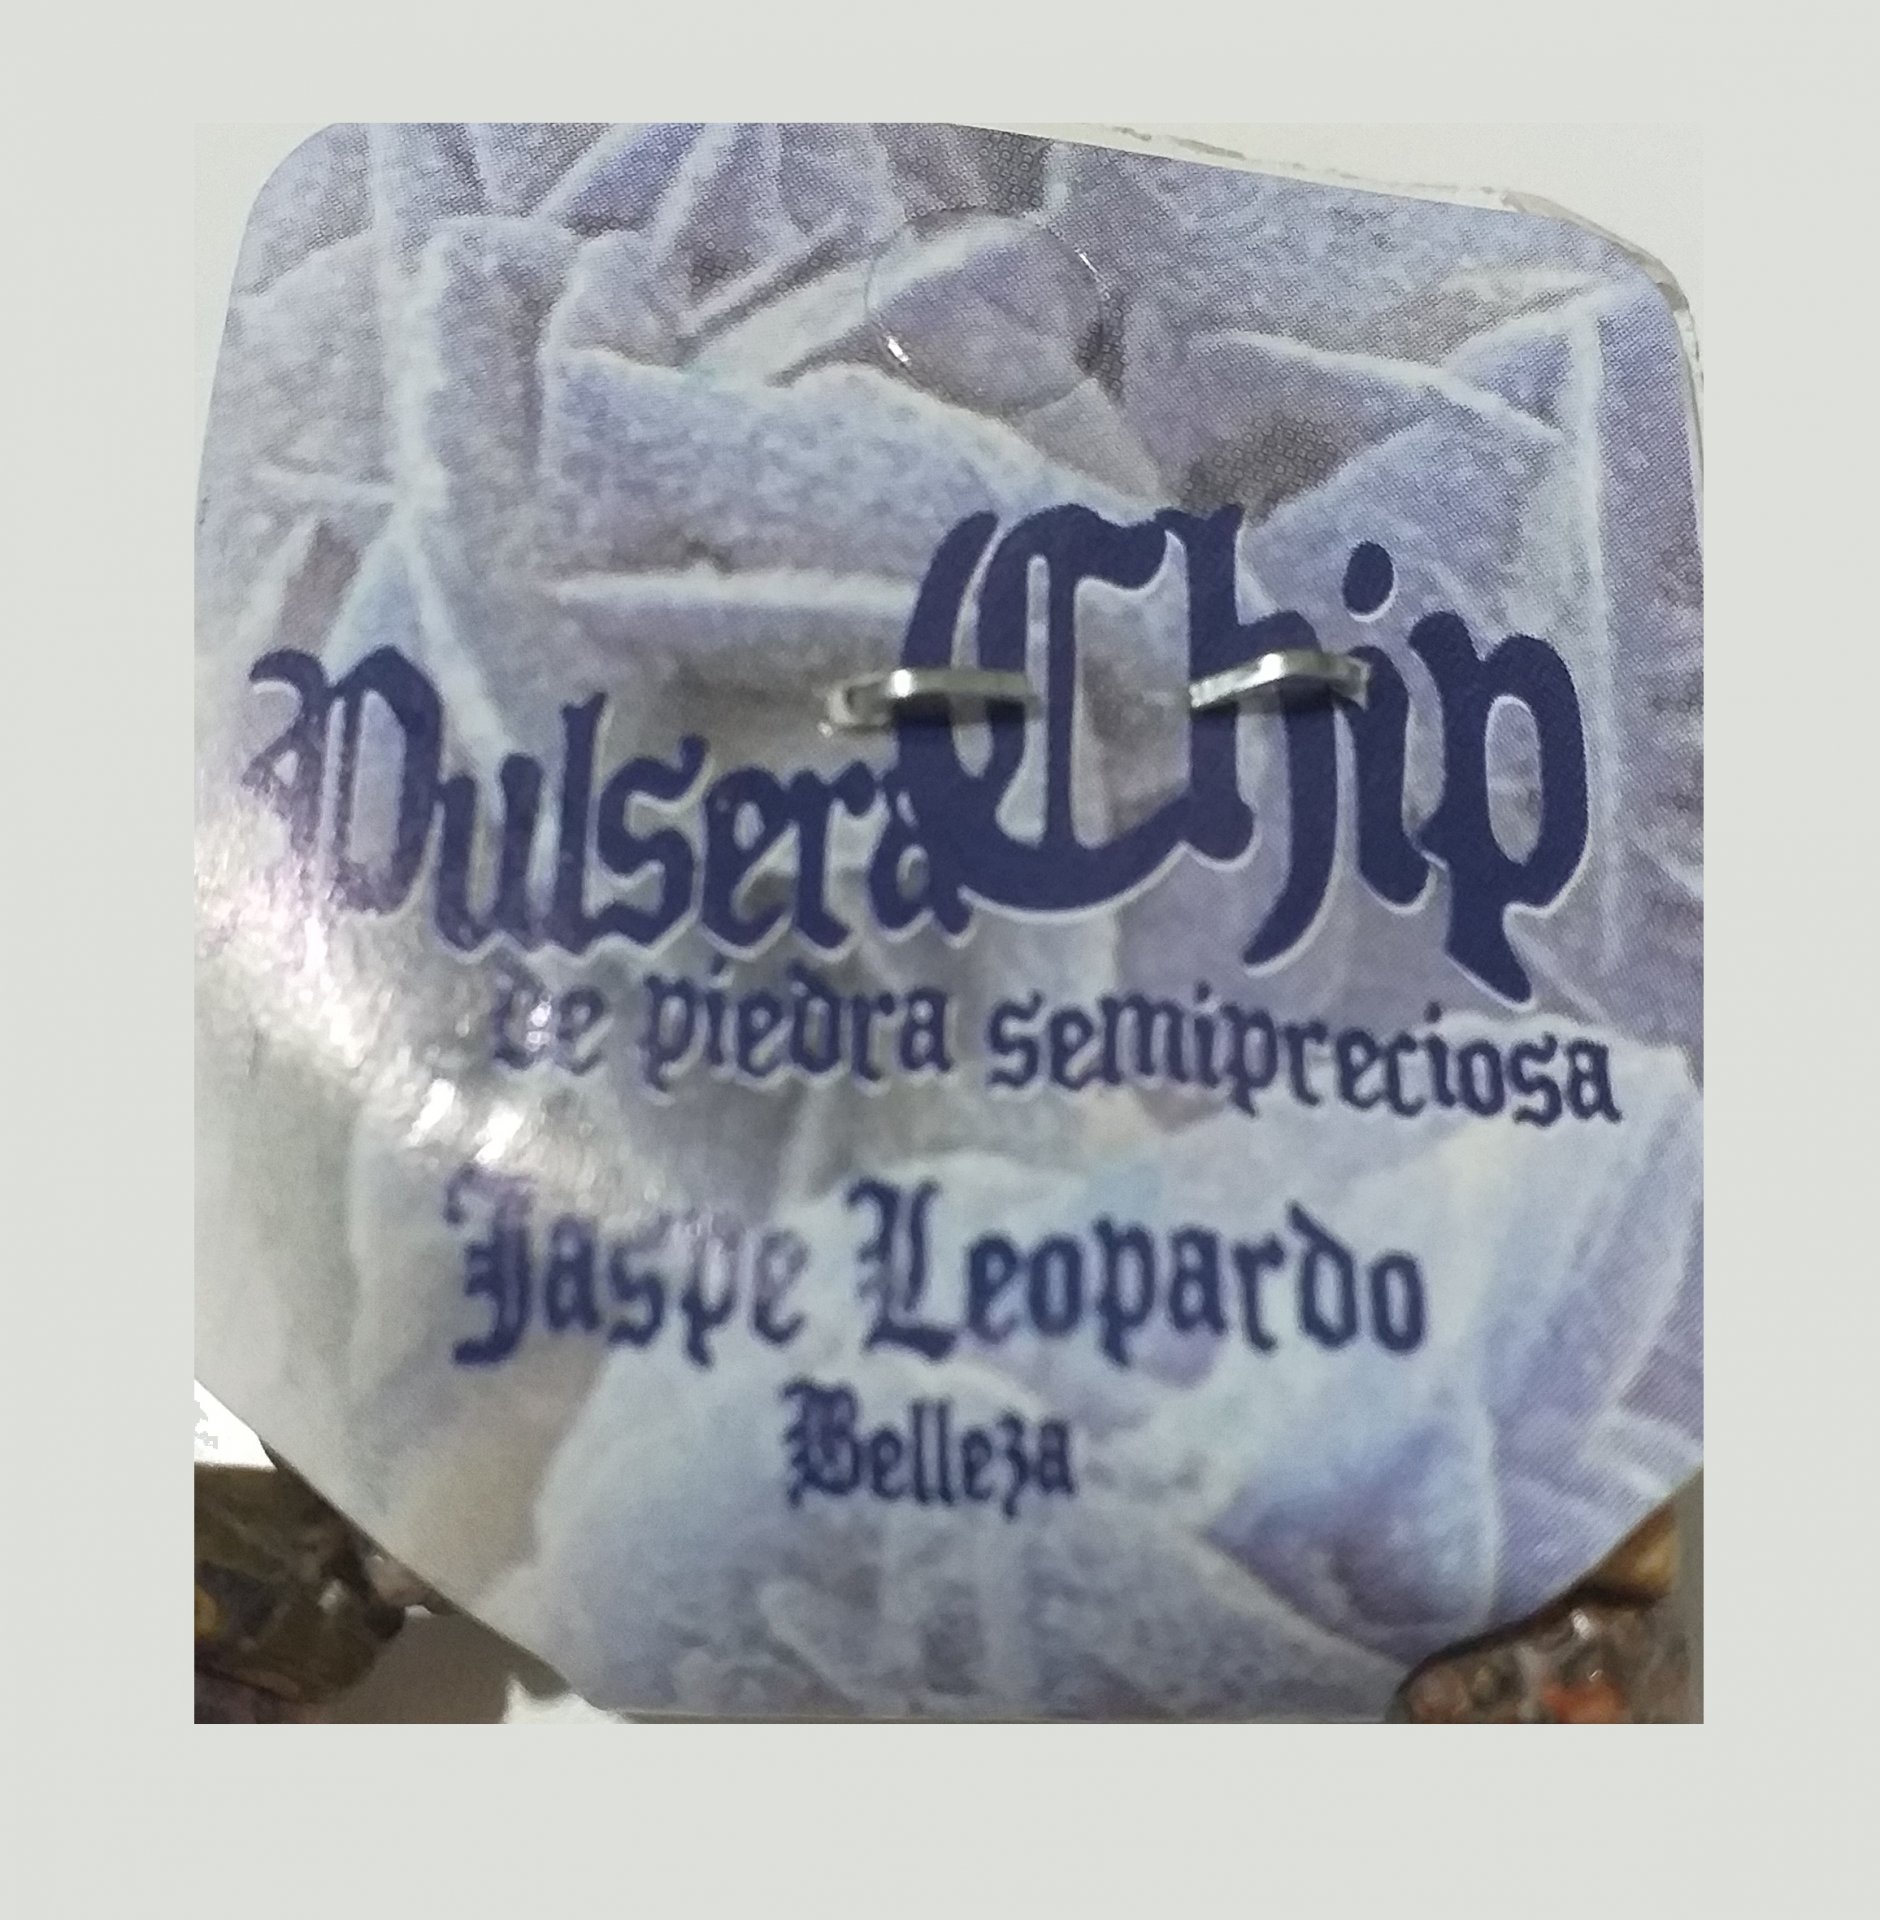 Pulsera Chip
de piedra semipreciosa
Jaspe Leopardo
Belleza